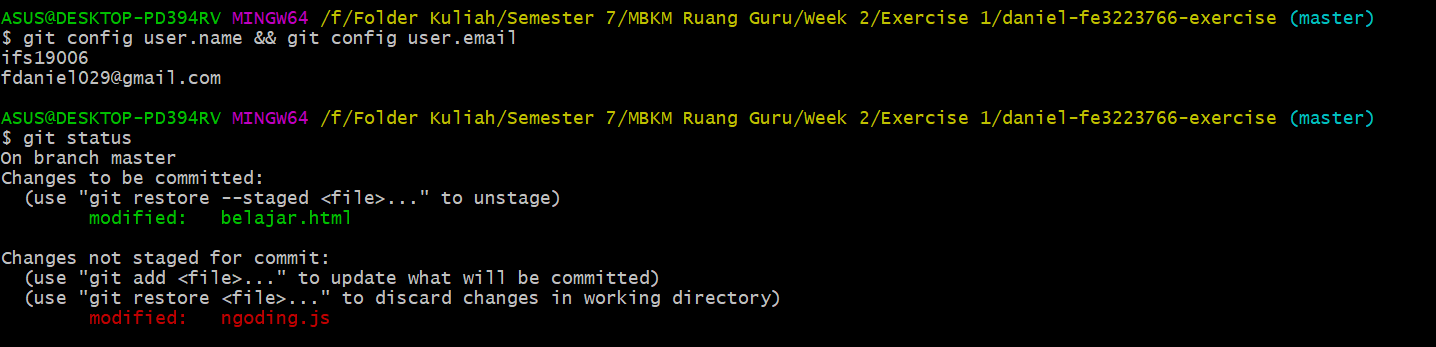 ASUS@DESKTOP-PD394RV MINGW64 /f/Folder Kuliah/Semester 7/MBKM Ruang Guru/Week 2/Exercise 1/daniel-fe3223766-exercise (master)
$ git config user.name && git config user.email
ifs19006
fdaniel029@gmail.com

ASUS@DESKTOP-PD394RV MINGW64 /f/Folder Kuliah/Semester 7/MBKM Ruang Guru/Week 2/Exercise 1/daniel-fe3223766-exercise (master)
$ git status
On branch master
Changes to be committed:
  (use "git restore --staged <file>..." to unstage)
        modified:   belajar.html

Changes not staged for commit:
  (use "git add <file>..." to update what will be committed)
  (use "git restore <file>..." to discard changes in working directory)
        modified:   ngoding.js